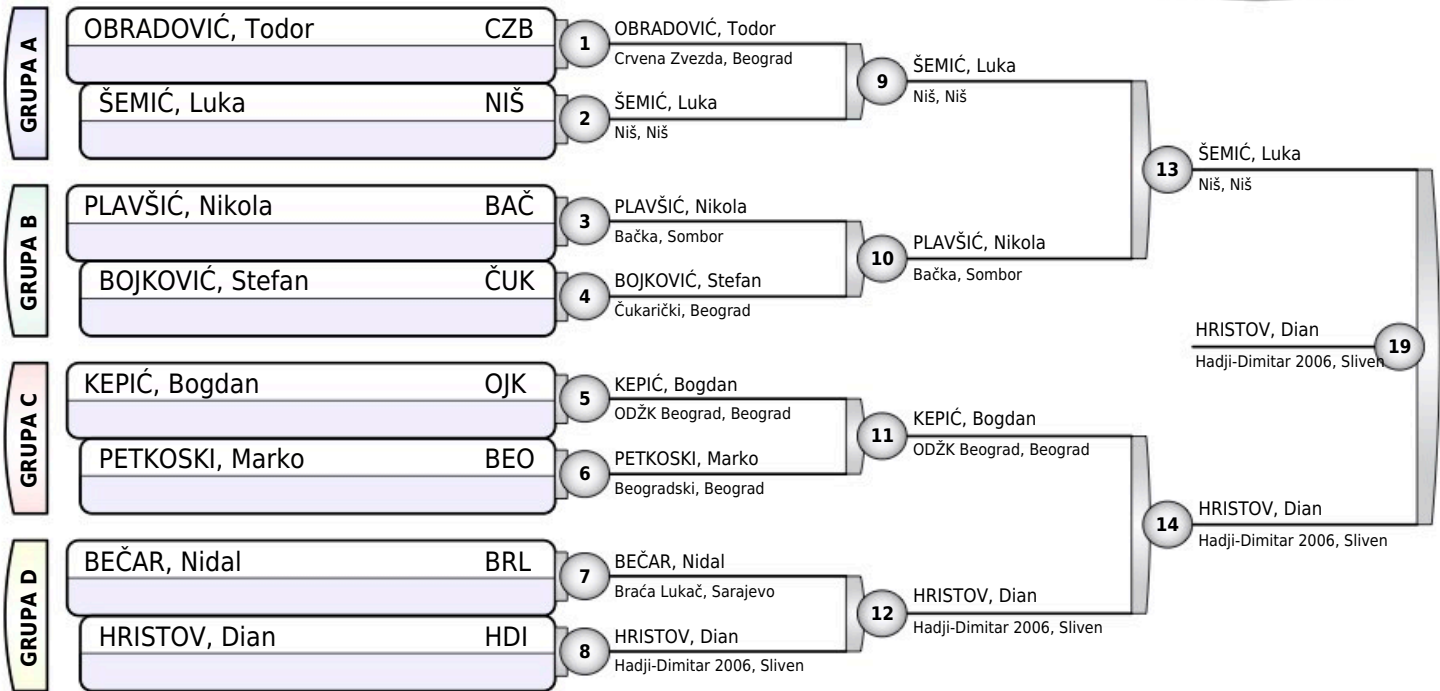 GRUPA A
OBRADOVIĆ, Todor CZB
ŠEMIĆ, Luka NIŠ
1 OBRADOVIĆ, Todor
Crvena Zvezda, Beograd
2 ŠEMIĆ, Luka
Niš, Niš
9 ŠEMIĆ, Luka
Niš, Niš
GRUPA B
PLAVŠIĆ, Nikola BAČ
BOJKOVIĆ, Stefan ČUK
3 PLAVŠIĆ, Nikola
Bačka, Sombor
4 BOJKOVIĆ, Stefan
Čukarički, Beograd
10 PLAVŠIĆ, Nikola
Bačka, Sombor
13 ŠEMIĆ, Luka
Niš, Niš
GRUPA C
KEPIĆ, Bogdan OJK
PETKOSKI, Marko BEO
5 KEPIĆ, Bogdan
ODŽK Beograd, Beograd
6 PETKOSKI, Marko
Beogradski, Beograd
11 KEPIĆ, Bogdan
ODŽK Beograd, Beograd
GRUPA D
BEČAR, Nidal BRL
HRISTOV, Dian HDI
7 BEČAR, Nidal
Braća Lukač, Sarajevo
8 HRISTOV, Dian
Hadji-Dimitar 2006, Sliven
12 HRISTOV, Dian
Hadji-Dimitar 2006, Sliven
14 HRISTOV, Dian
Hadji-Dimitar 2006, Sliven
HRISTOV, Dian
Hadji-Dimitar 2006, Sliven
19